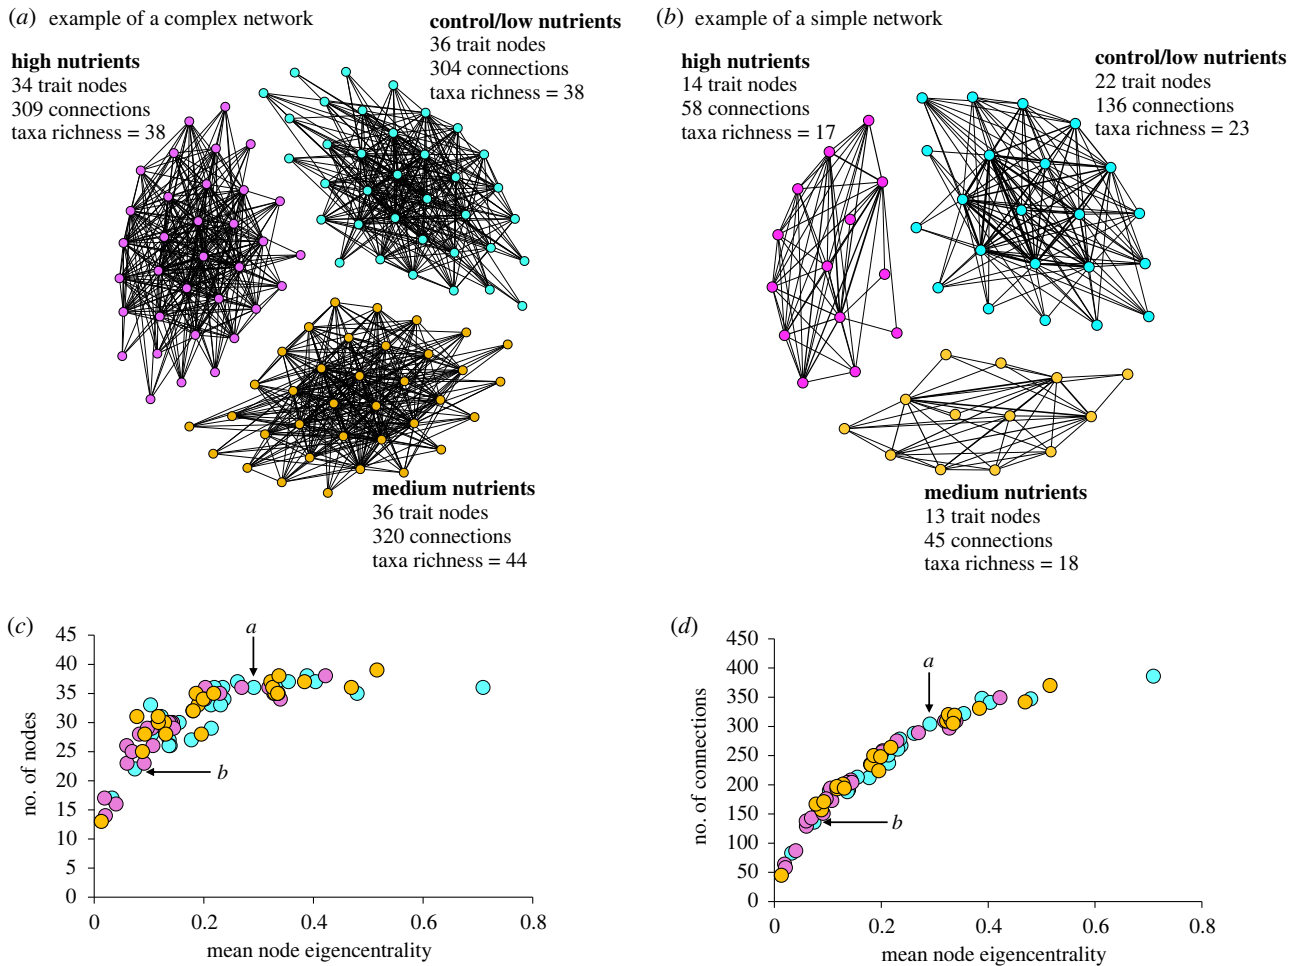 (a) example of a complex network
control/low nutrients
36 trait nodes
304 connections
taxa richness = 38
high nutrients
34 trait nodes
309 connections
taxa richness = 38
medium nutrients
36 trait nodes
320 connections
taxa richness = 44
(b) example of a simple network
high nutrients
14 trait nodes
58 connections
taxa richness = 17
control/low nutrients
22 trait nodes
136 connections
taxa richness = 23
medium nutrients
13 trait nodes
45 connections
taxa richness = 18
(c)
no. of nodes
45
40
35
30
25
20
15
10
5
0
a
b
0 0.2 0.4 0.6 0.8
mean node eigencentrality
(d)
no. of connections
450
400
350
300
250
200
150
100
50
0
a
b
0 0.2 0.4 0.6 0.8
mean node eigencentrality